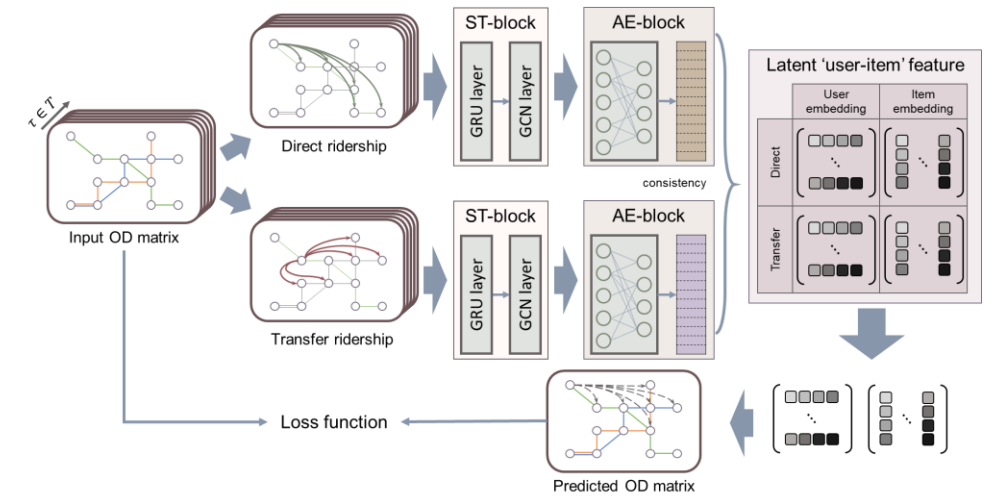 τ ∈ T
Input OD matrix
Direct ridership
Transfer ridership
ST-block
GRU layer
GCN layer
AE-block
consistency
ST-block
GRU layer
GCN layer
AE-block
Latent ‘user-item’ feature
User
embedding
Item
embedding
Direct
Transfer
Loss function
Predicted OD matrix